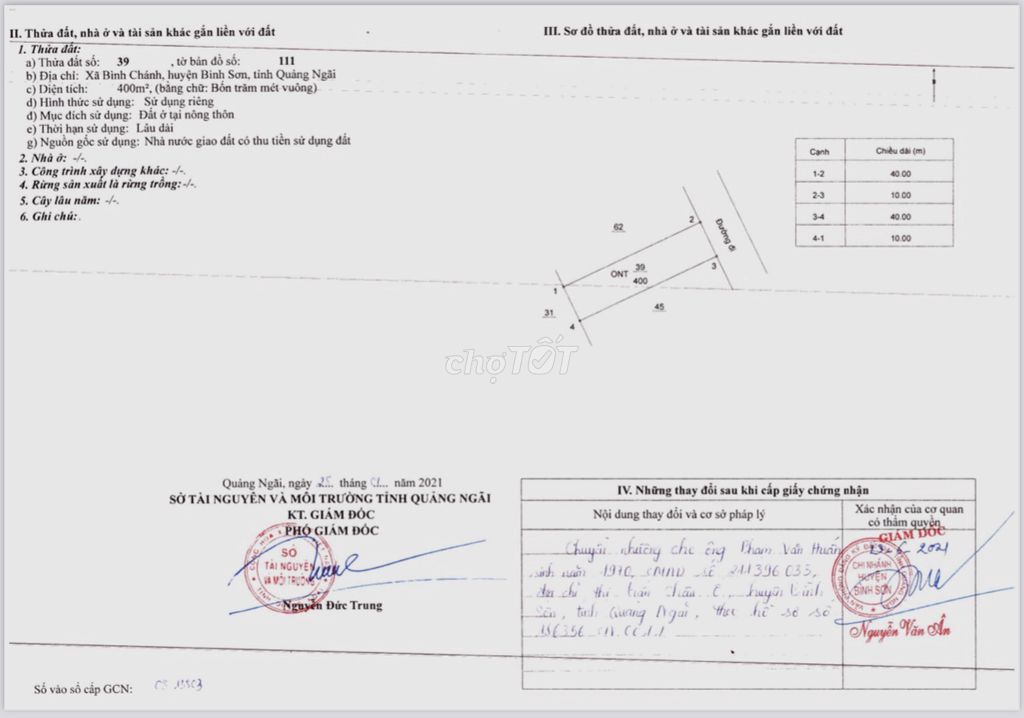 II. Thửa đất, nhà ở và tài sản khác gắn liền với đất
1. Thửa đất:
a) Thửa đất số: 39 , tờ bản đồ số: 111
b) Địa chỉ: Xã Bình Chánh, huyện Bình Sơn, tỉnh Quảng Ngãi
c) Diện tích: 400m², (bằng chữ: Bốn trăm mét vuông)
d) Hình thức sử dụng: Sử dụng riêng
đ) Mục đích sử dụng: Đất ở tại nông thôn
e) Thời hạn sử dụng: Lâu dài
g) Nguồn gốc sử dụng: Nhà nước giao đất có thu tiền sử dụng đất
2. Nhà ở: -/-.
3. Công trình xây dựng khác: -/-.
4. Rừng sản xuất là rừng trồng:-/-.
5. Cây lâu năm: -/-.
6. Ghi chú:.
III. Sơ đồ thửa đất, nhà ở và tài sản khác gắn liền với đất
Cạnh Chiều dài (m)
1-2 40.00
2-3 10.00
3-4 40.00
4-1 10.00
62
2
Đường đi
3
ONT 39
400
1
31
4
45
chợTỐT
Quảng Ngãi, ngày 25 tháng 01 năm 2021
SỞ TÀI NGUYÊN VÀ MÔI TRƯỜNG TỈNH QUẢNG NGÃI
KT. GIÁM ĐỐC
PHÓ GIÁM ĐỐC
SỞ
TÀI NGUYÊN
VÀ MÔI TRƯỜNG
Nguyễn Đức Trung
Số vào sổ cấp GCN:
IV. Những thay đổi sau khi cấp giấy chứng nhận
Nội dung thay đổi và cơ sở pháp lý
Xác nhận của cơ quan
có thẩm quyền
Chuyển nhượng cho ông Phạm Văn Huấn
sinh năm 1970, CMND số 211396033,
địa chỉ thị trấn Châu Ổ, huyện Bình
Sơn, tỉnh Quảng Ngãi, theo hồ sơ số
GIÁM ĐỐC
23-6-2021
CHI NHÁNH
HUYỆN
BÌNH SƠN
Nguyễn Văn Ân